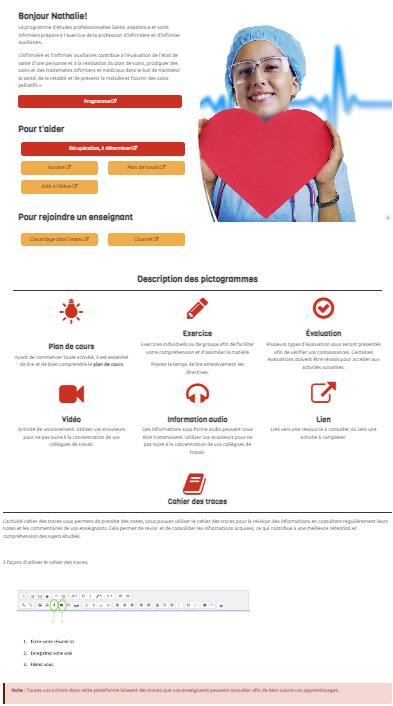 Bonjour Nathalie!
Le programme d'études professionnelles Santé, assistance et soins
infirmiers prépare à l'exercice de la profession d'infirmière et d'infirmier
auxiliaires.
L'infirmière et l'infirmier auxiliaires contribue à l'évaluation de l'état de
santé d'une personne et à la réalisation du plan de soins, prodiguer des
soins et des traitements infirmiers et médicaux dans le but de maintenir
la santé, de la rétablir et de prévenir la maladie et fournir des soins
palliatifs ».
Programme
Pour t'aider
Récupération, à déterminer
Horaire
Plan de travail
Aide à l'élève
Pour rejoindre un enseignant
Clavardage dans Teams
Courriel
Description des pictogrammes
Plan de cours
Avant de commencer toute activité, il est essentiel
de lire et de bien comprendre le plan de cours
Exercice
Exercices individuels ou de groupe afin de faciliter
votre compréhension et d'assimiler la matière
Prenez le temps de lire attentivement les
directives.
Évaluation
Plusieurs types d'évaluation vous seront présentés
afin de vérifier vos connaissances. Certaines
évaluations doivent être réussis pour accéder aux
activités suivantes.
Vidéo
Activité de visionnement. Utiliser vos écouteurs
pour ne pas nuire à la concentration de vos
collègues de travail.
Information audio
Des informations sous forme audio peuvent vous
être transmissent. Utiliser vos écouteurs pour ne
pas nuire à la concentration de vos collègues de
travail.
Lien
Lien vers une ressource à consulter ou vers une
activité à compléter.
Cahier des traces
L'activité cahier des traces vous permets de prendre des notes. Vous pouvez utiliser le cahier des traces pour la révision des informations en consultant régulièrement leurs
notes et les commentaires de vos enseignants. Cela permet de revoir et de consolider les informations acquises, ce qui contribue à une meilleure rétention et
compréhension des sujets étudiés.
3 façons d'utiliser le cahier des traces.
1. Écrire votre résumé ici
2. Enregistrez votre voix
3. Filmez vous
Note : Toutes vos actions dans cette plateforme laissent des traces que vos enseignants peuvent consulter afin de bien suivre vos apprentissages.